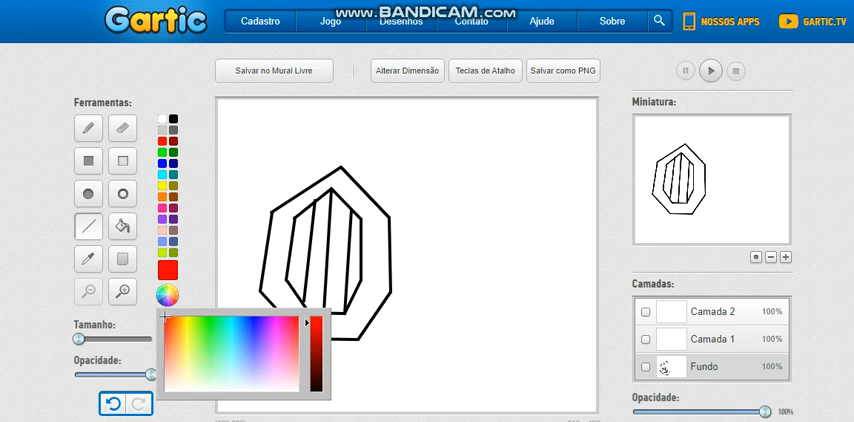 www.BANDICAM.com
Gartic
Cadastro Jogo Desenhos Contato Ajude Sobre NOSSOS APPS GARTIC.TV
Salvar no Mural Livre Alterar Dimensão Teclas de Atalho Salvar como PNG
Ferramentas:
Tamanho:
Opacidade:
Miniatura:
Camadas:
Camada 2 100%
Camada 1 100%
Fundo 100%
Opacidade:
100%